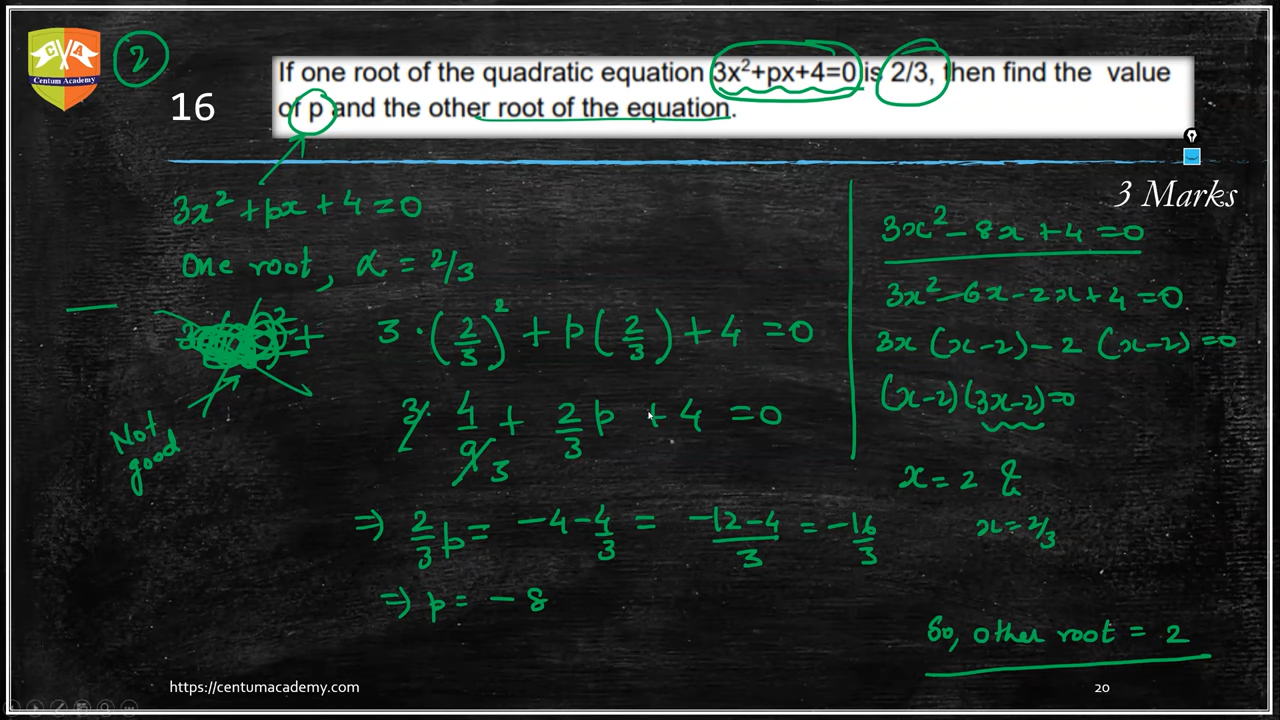 2
Centum Academy
16
If one root of the quadratic equation 3x²+px+4=0 is 2/3, then find the value
of p and the other root of the equation.
3 Marks
3x² + px + 4 = 0
One root, α = 2/3
3 · (2/3)² + p(2/3) + 4 = 0
Not
good
3 · 4/9 3 + 2/3 p + 4 = 0
⇒ 2/3 p = -4 - 4/3 = (-12-4)/3 = -16/3
⇒ p = - 8
3x² - 8x + 4 = 0
3x² - 6x - 2x + 4 = 0
3x (x-2) - 2 (x-2) = 0
(x-2)(3x-2)=0
x = 2 &
x = 2/3
So, other root = 2
https://centumacademy.com
20